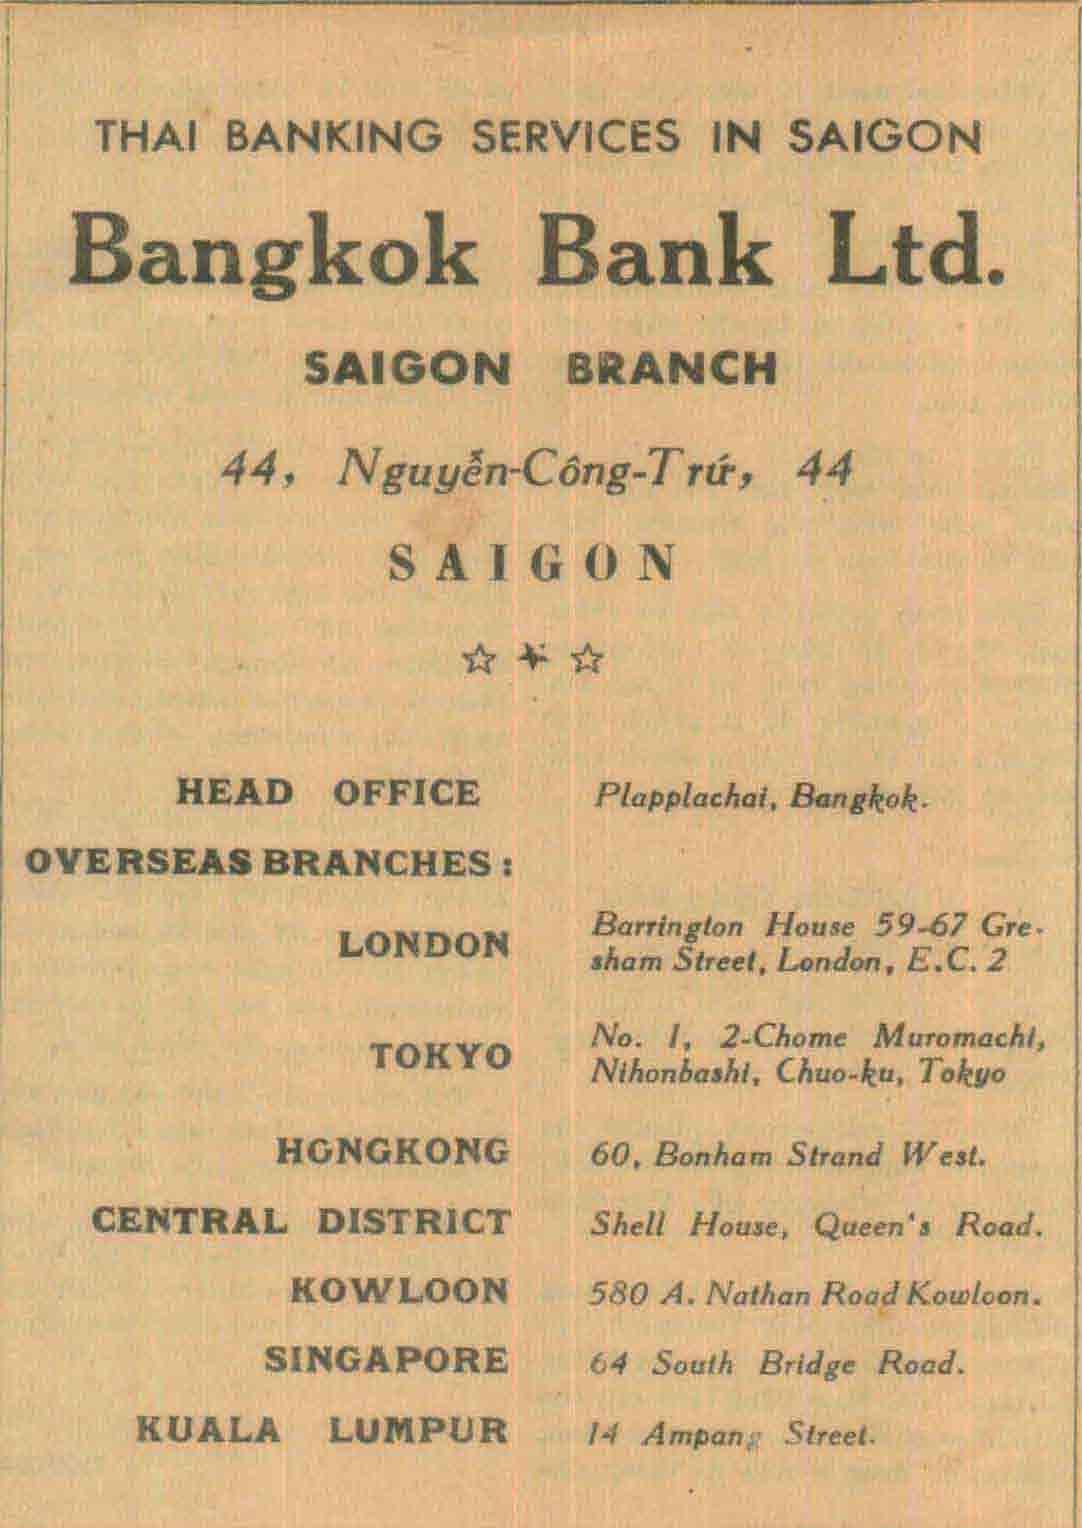 THAI BANKING SERVICES IN SAIGON
Bangkok Bank Ltd.
SAIGON BRANCH
44, Nguyễn-Công-Trứ, 44
SAIGON
HEAD OFFICE Plapplachai, Bangkok.
OVERSEAS BRANCHES :
LONDON Barrington House 59-67 Gre-
sham Street, London, E.C. 2
TOKYO No. 1, 2-Chome Muromachi,
Nihonbashi, Chuo-ku, Tokyo
HONGKONG 60, Bonham Strand West.
CENTRAL DISTRICT Shell House, Queen's Road.
KOWLOON 580 A. Nathan Road Kowloon.
SINGAPORE 64 South Bridge Road.
KUALA LUMPUR 14 Ampang Street.